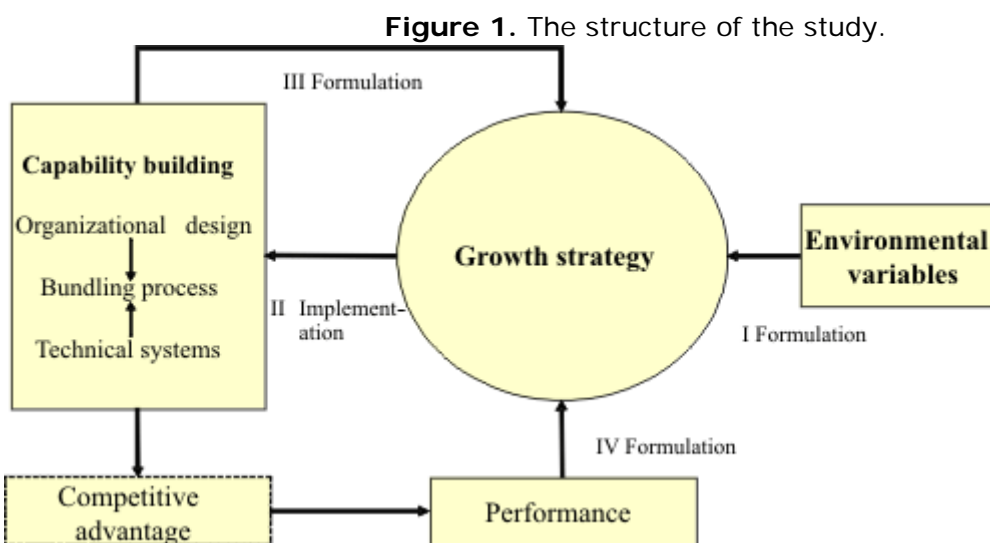 Figure 1. The structure of the study.
III Formulation
Capability building
Organizational design
Bundling process
Technical systems
Growth strategy
Environmental
variables
II Implement-
ation
I Formulation
IV Formulation
Competitive
advantage
Performance